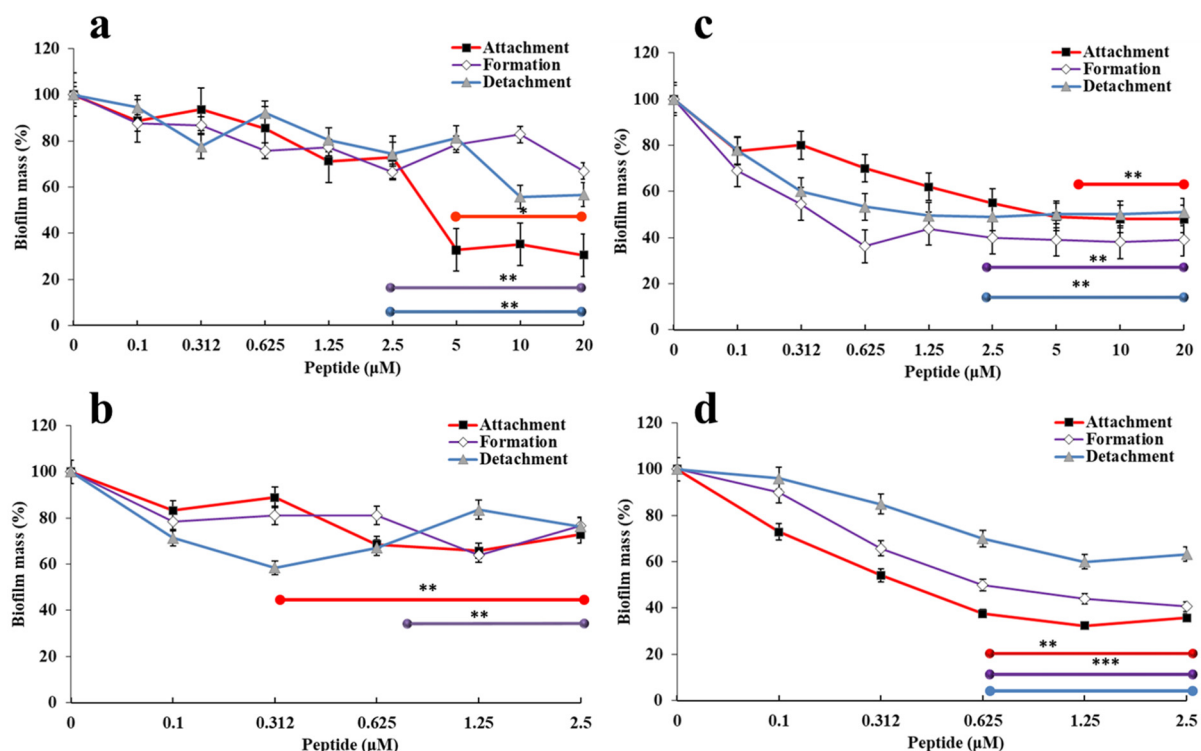 a
120
100
80
60
40
20
0
Biofilm mass (%)
Attachment
Formation
Detachment
*
**
**
0 0.1 0.312 0.625 1.25 2.5 5 10 20
Peptide (µM)
c
120
100
80
60
40
20
0
Biofilm mass (%)
Attachment
Formation
Detachment
**
**
**
0 0.1 0.312 0.625 1.25 2.5 5 10 20
Peptide (µM)
b
120
100
80
60
40
20
0
Biofilm mass (%)
Attachment
Formation
Detachment
**
**
0 0.1 0.312 0.625 1.25 2.5
Peptide (µM)
d
120
100
80
60
40
20
0
Biofilm mass (%)
Attachment
Formation
Detachment
**
***
0 0.1 0.312 0.625 1.25 2.5
Peptide (µM)